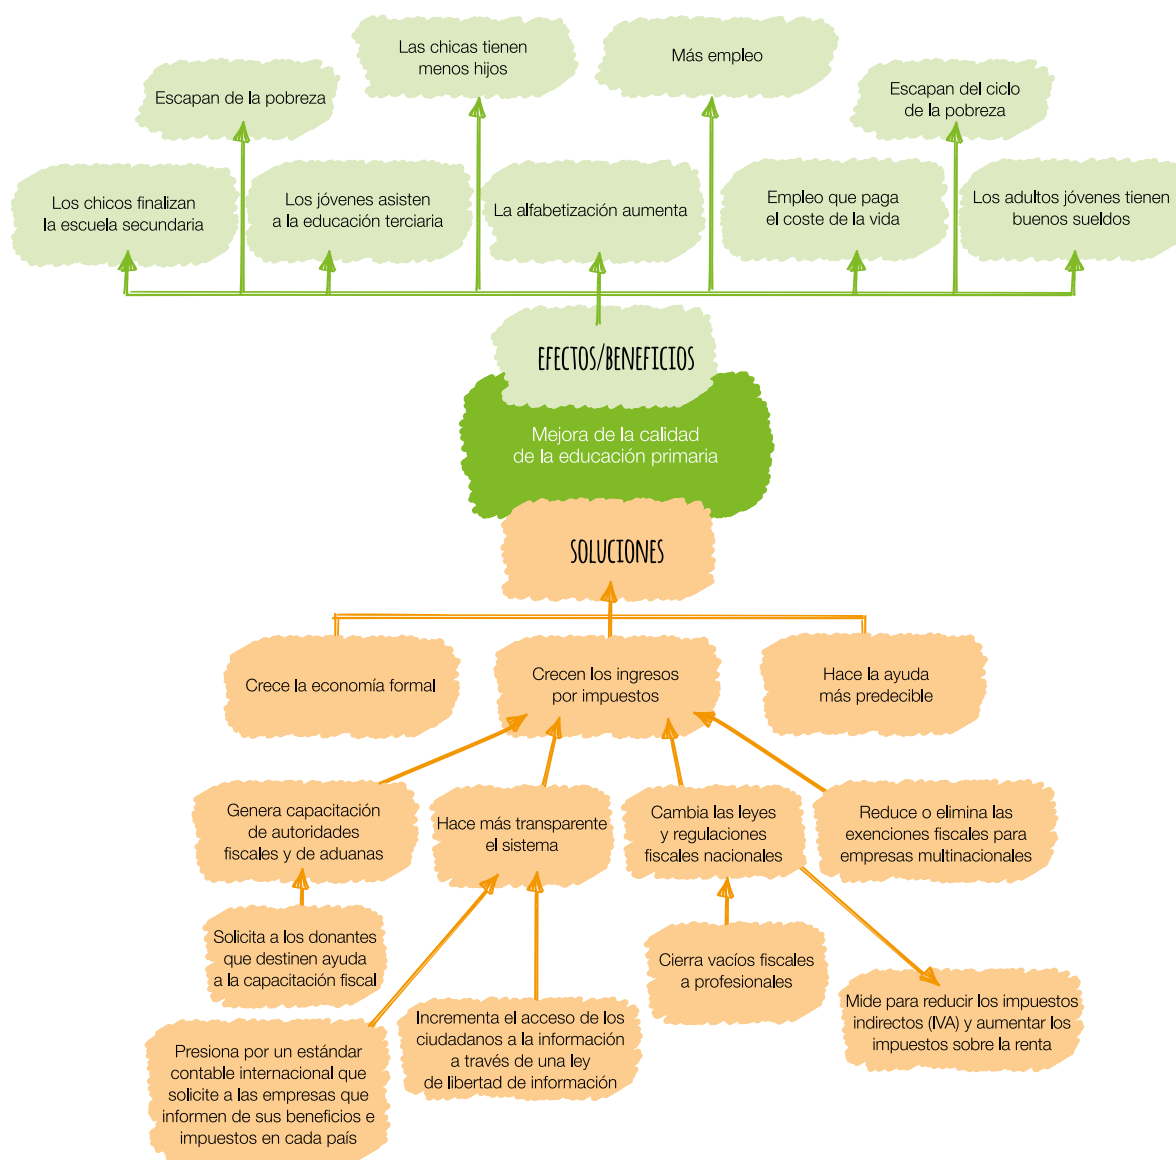 Las chicas tienen
menos hijos
Más empleo
Escapan de la pobreza
Escapan del ciclo
de la pobreza
Los chicos finalizan
la escuela secundaria
Los jóvenes asisten
a la educación terciaria
La alfabetización aumenta
Empleo que paga
el coste de la vida
Los adultos jóvenes tienen
buenos sueldos
EFECTOS/BENEFICIOS
Mejora de la calidad
de la educación primaria
SOLUCIONES
Crece la economía formal
Crecen los ingresos
por impuestos
Hace la ayuda
más predecible
Genera capacitación
de autoridades
fiscales y de aduanas
Hace más transparente
el sistema
Cambia las leyes
y regulaciones
fiscales nacionales
Reduce o elimina las
exenciones fiscales para
empresas multinacionales
Solicita a los donantes
que destinen ayuda
a la capacitación fiscal
Cierra vacíos fiscales
a profesionales
Mide para reducir los impuestos
indirectos (IVA) y aumentar los
impuestos sobre la renta
Presiona por un estándar
contable internacional que
solicite a las empresas que
informen de sus beneficios e
impuestos en cada país
Incrementa el acceso de los
ciudadanos a la información
a través de una ley
de libertad de información